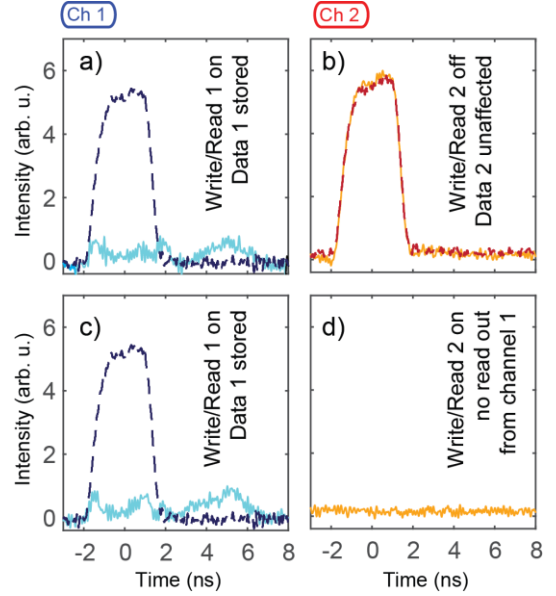 Ch 1
Ch 2
a)
Write/Read 1 on
Data 1 stored
b)
Write/Read 2 off
Data 2 unaffected
Intensity (arb. u.)
6
4
2
0
c)
Write/Read 1 on
Data 1 stored
d)
Write/Read 2 on
no read out
from channel 1
Intensity (arb. u.)
6
4
2
0
-2 0 2 4 6 8
-2 0 2 4 6 8
Time (ns)
Time (ns)